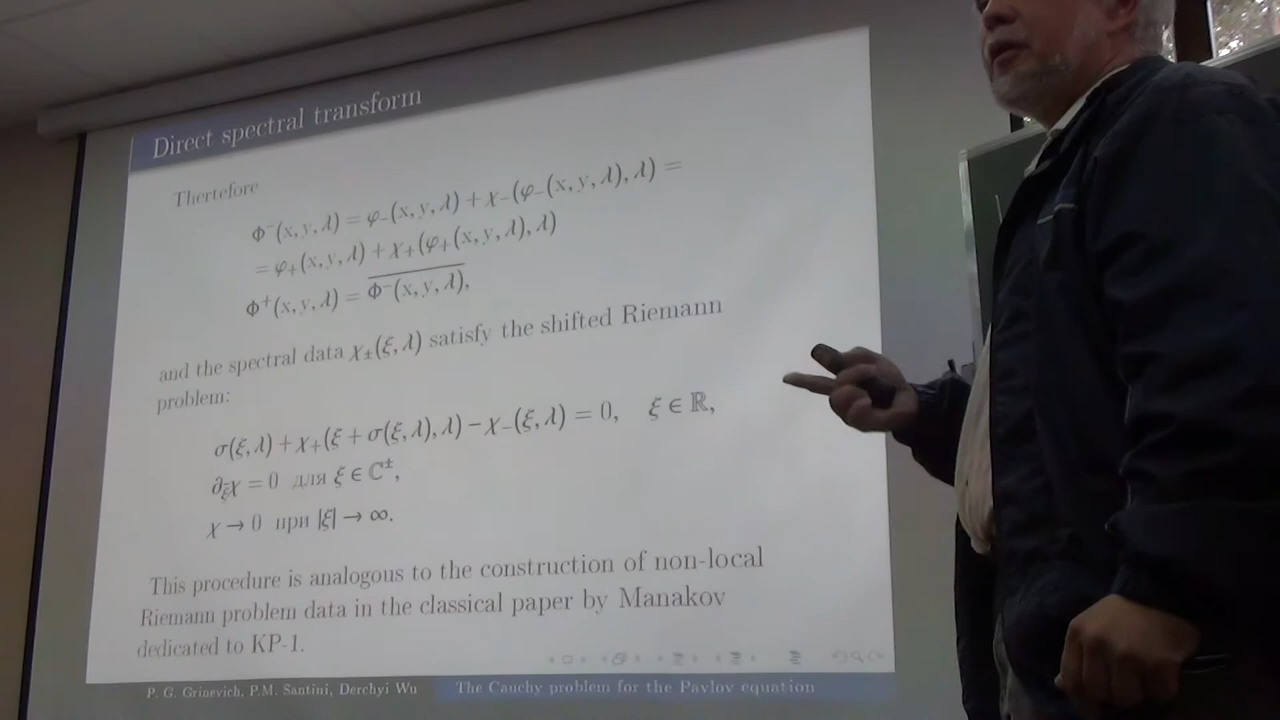 Direct spectral transform
Thertefore
Φ⁻(x, y, λ) = φ₋(x, y, λ) + χ₋(φ₋(x, y, λ), λ) =
= φ₊(x, y, λ) + χ₊(φ₊(x, y, λ), λ)
Φ⁺(x, y, λ) = \overline{Φ⁻(x, y, λ)},
and the spectral data χ±(ξ, λ) satisfy the shifted Riemann
problem:
σ(ξ, λ) + χ₊(ξ + σ(ξ, λ), λ) − χ₋(ξ, λ) = 0, ξ ∈ ℝ,
∂_{\bar{ξ}}χ = 0 для ξ ∈ ℂ^±,
χ → 0 при |ξ| → ∞.
This procedure is analogous to the construction of non-local
Riemann problem data in the classical paper by Manakov
dedicated to KP-1.
P. G. Grinevich, P.M. Santini, Derchyi Wu The Cauchy problem for the Pavlov equation